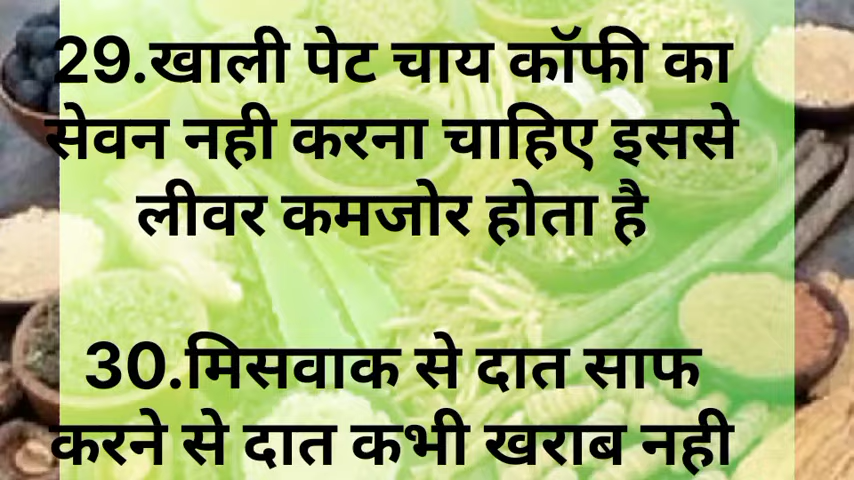 29.खाली पेट चाय कॉफी का
सेवन नही करना चाहिए इससे
लीवर कमजोर होता है
30.मिसवाक से दात साफ
करने से दात कभी खराब नही